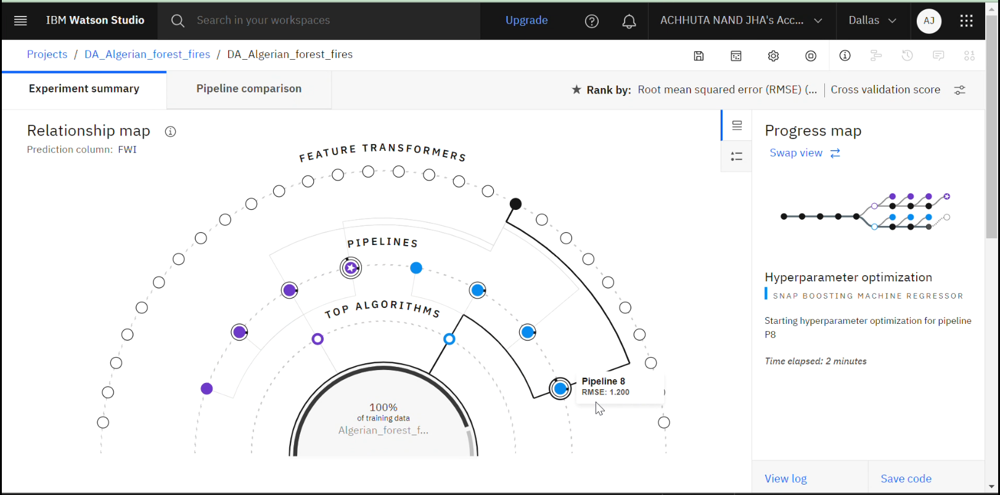 IBM Watson Studio
Search in your workspaces
Upgrade
ACHHUTA NAND JHA's Acc...
Dallas
AJ
Projects / DA_Algerian_forest_fires / DA_Algerian_forest_fires
Experiment summary
Pipeline comparison
Rank by: Root mean squared error (RMSE) (... | Cross validation score
Relationship map
Prediction column: FWI
FEATURE TRANSFORMERS
PIPELINES
TOP ALGORITHMS
100%
of training data
Algerian_forest_f...
Pipeline 8
RMSE: 1.200
Progress map
Swap view
Hyperparameter optimization
SNAP BOOSTING MACHINE REGRESSOR
Starting hyperparameter optimization for pipeline
P8
Time elapsed: 2 minutes
View log
Save code